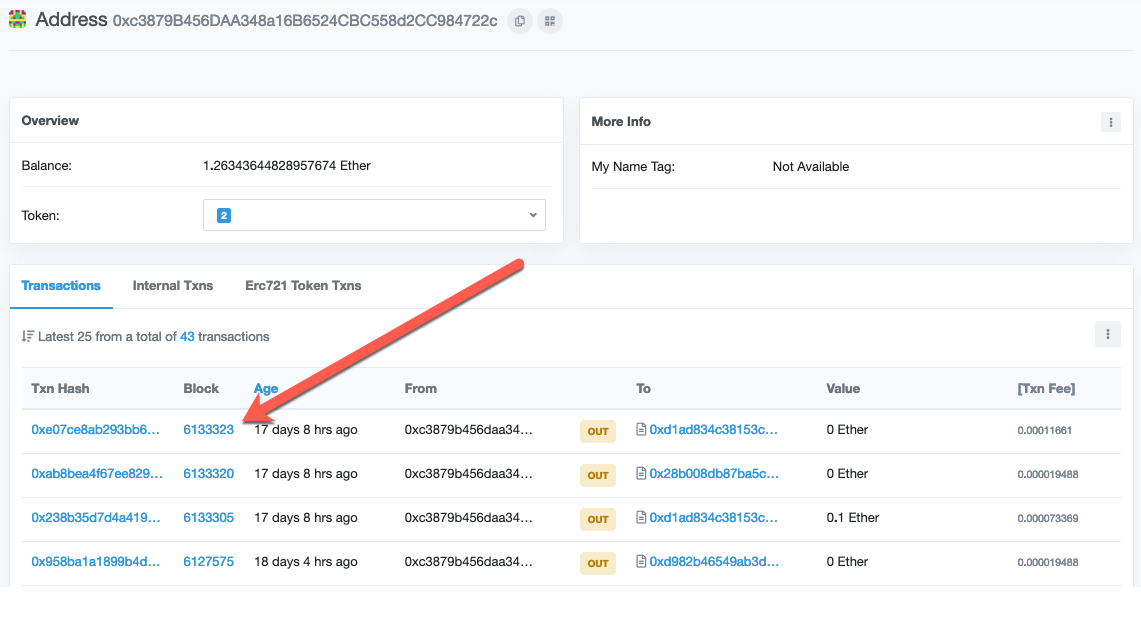 Address 0xc3879B456DAA348a16B6524CBC558d2CC984722c
Overview
Balance: 1.26343644828957674 Ether
Token: 2
More Info
My Name Tag: Not Available
Transactions Internal Txns Erc721 Token Txns
Latest 25 from a total of 43 transactions
Txn Hash Block Age From To Value [Txn Fee]
0xe07ce8ab293bb6... 6133323 17 days 8 hrs ago 0xc3879b456daa34... OUT 0xd1ad834c38153c... 0 Ether 0.00011661
0xab8bea4f67ee829... 6133320 17 days 8 hrs ago 0xc3879b456daa34... OUT 0x28b008db87ba5c... 0 Ether 0.000019488
0x238b35d7d4a419... 6133305 17 days 8 hrs ago 0xc3879b456daa34... OUT 0xd1ad834c38153c... 0.1 Ether 0.000073369
0x958ba1a1899b4d... 6127575 18 days 4 hrs ago 0xc3879b456daa34... OUT 0xd982b46549ab3d... 0 Ether 0.000019488